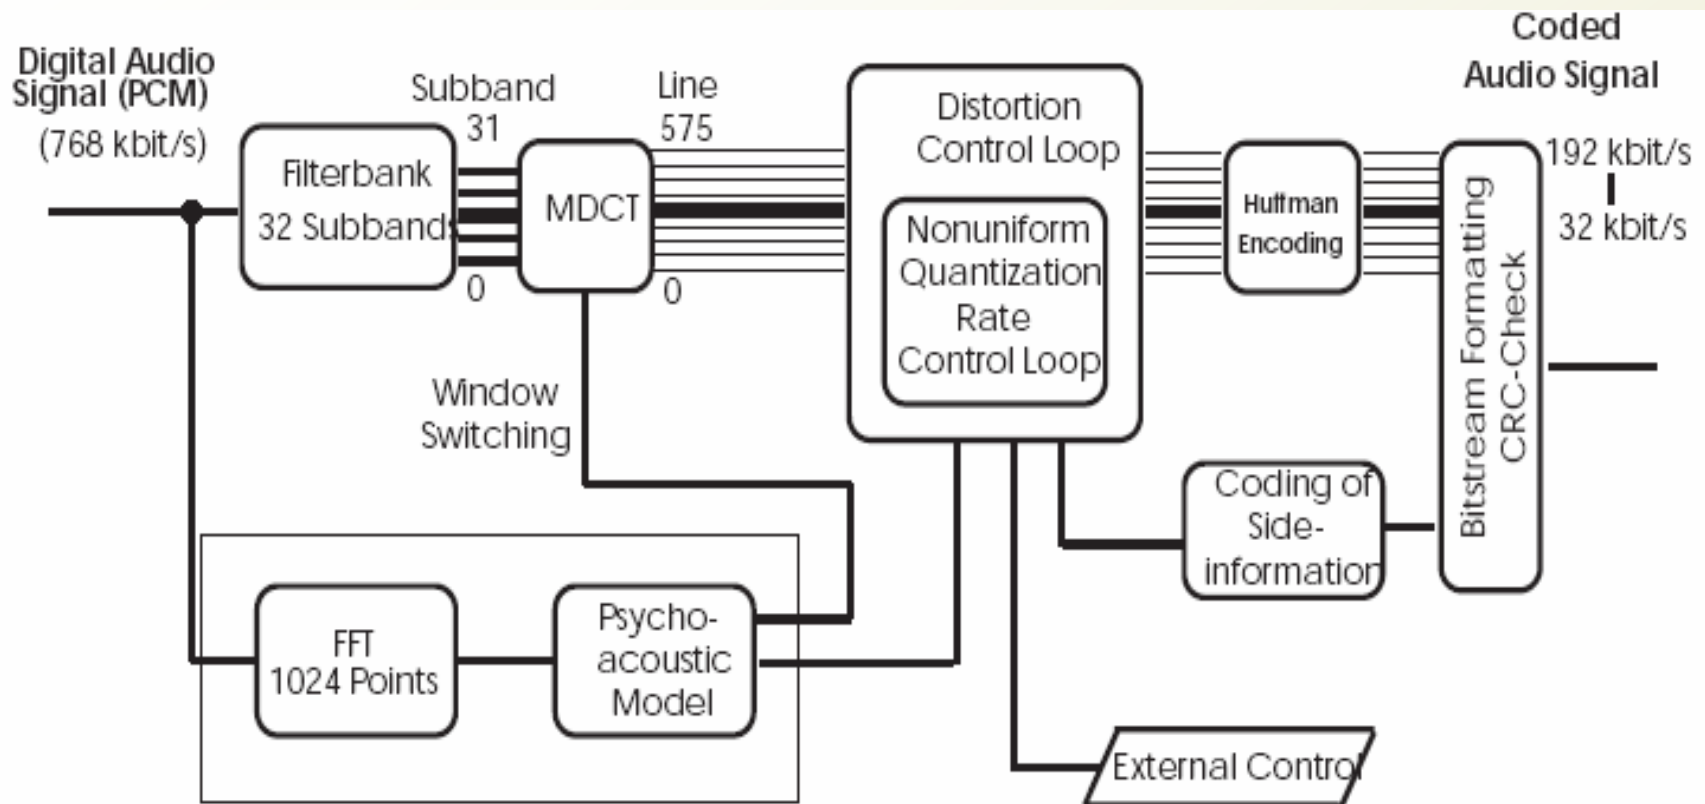 Digital Audio
Signal (PCM)
(768 kbit/s)
Filterbank
32 Subbands
Subband
31
0
MDCT
Line
575
0
Window
Switching
Distortion
Control Loop
Nonuniform
Quantization
Rate
Control Loop
Huffman
Encoding
Coded
Audio Signal
192 kbit/s
32 kbit/s
Bitstream Formatting
CRC-Check
Coding of
Side-
information
FFT
1024 Points
Psycho-
acoustic
Model
External Control